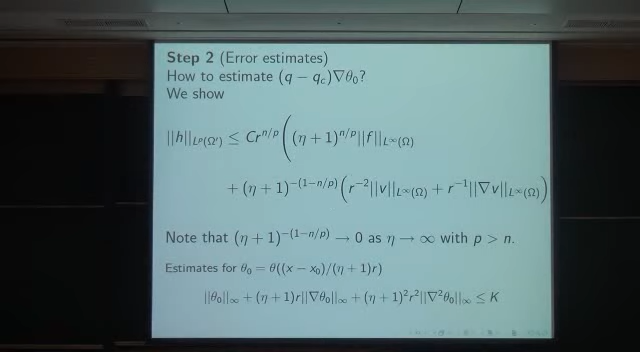 Step 2 (Error estimates)
How to estimate (q − q_c)∇θ_0?
We show
||h||_{L^p(Ω')} ≤ Cr^{n/p} ( (η + 1)^{n/p} ||f||_{L^∞(Ω)}
+ (η + 1)^{−(1−n/p)} ( r^{−2} ||v||_{L^∞(Ω)} + r^{−1} ||∇v||_{L^∞(Ω)} )
Note that (η + 1)^{−(1−n/p)} → 0 as η → ∞ with p > n.
Estimates for θ_0 = θ((x − x_0)/(η + 1)r)
||θ_0||_∞ + (η + 1)r||∇θ_0||_∞ + (η + 1)^2 r^2 ||∇^2 θ_0||_∞ ≤ K